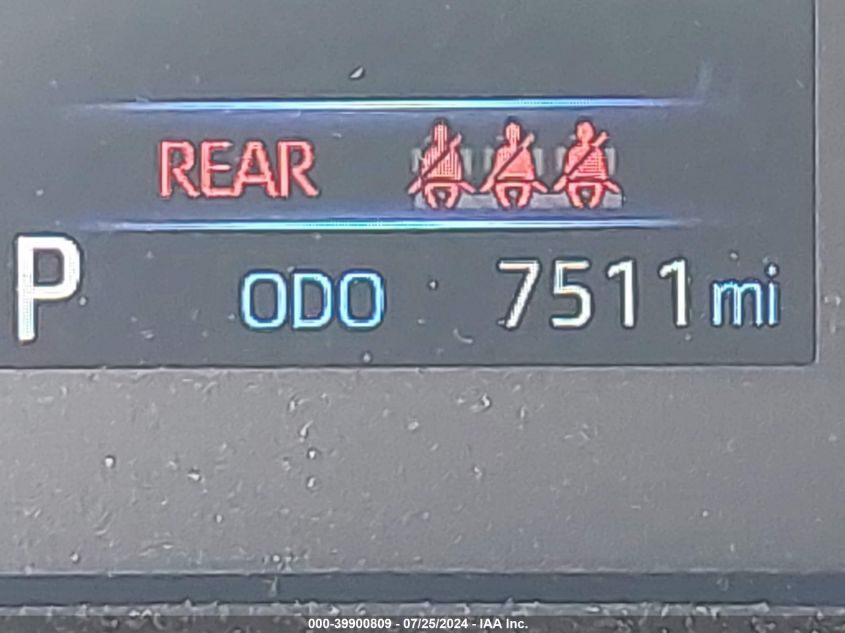 REAR
P ODO 7511 mi
000-39900809 - 07/25/2024 - IAA Inc.